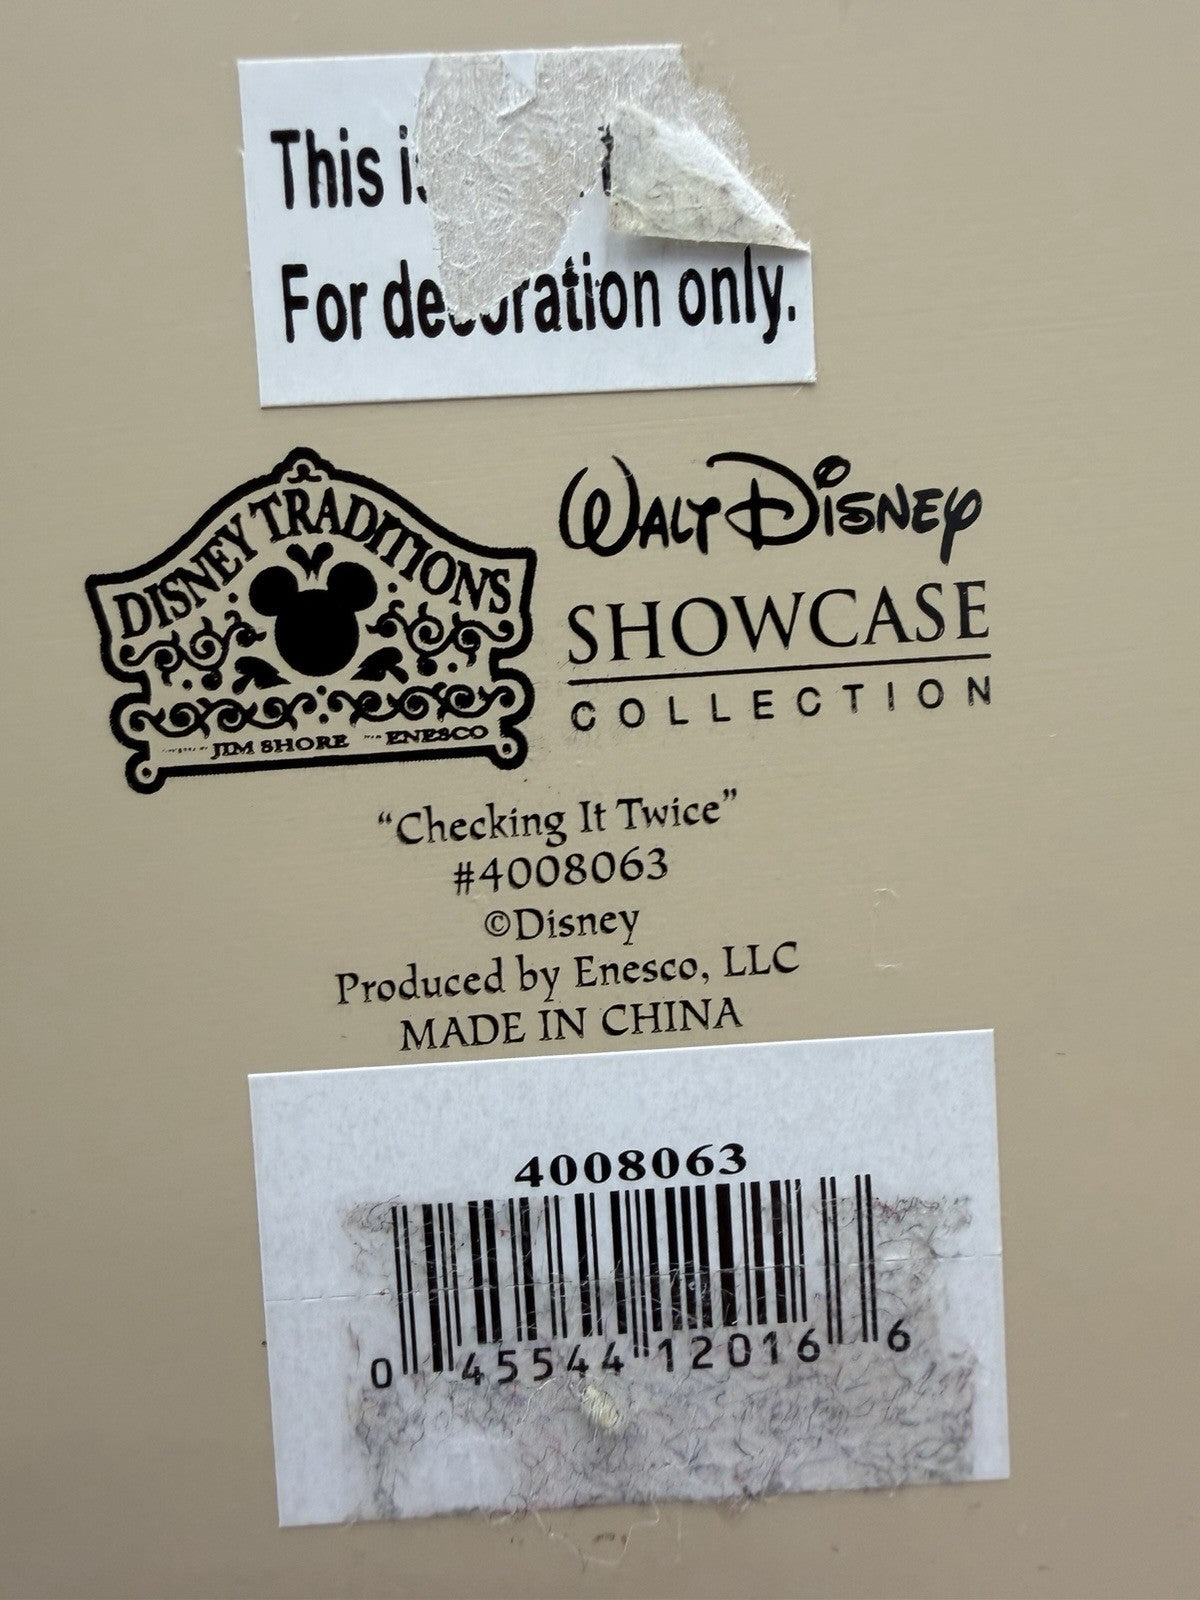 This is
For decoration only.
DISNEY TRADITIONS
JIM SHORE ENESCO
WALT DISNEY
SHOWCASE
COLLECTION
“Checking It Twice”
#4008063
©Disney
Produced by Enesco, LLC
MADE IN CHINA
4008063
0 45544 12016 6